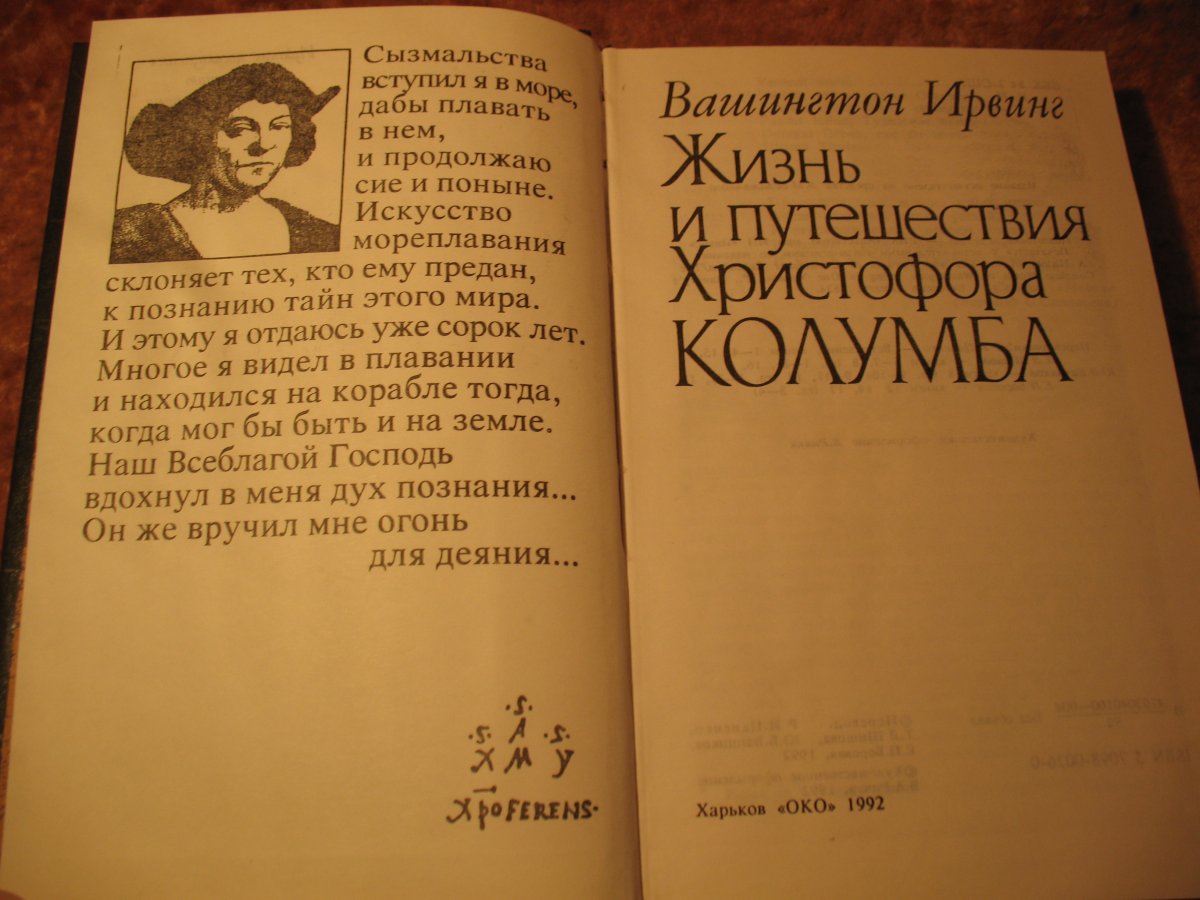 Сызмальства
вступил я в море,
дабы плавать
в нем,
и продолжаю
сие и поныне.
Искусство
мореплавания
склоняет тех, кто ему предан,
к познанию тайн этого мира.
И этому я отдаюсь уже сорок лет.
Многое я видел в плавании
и находился на корабле тогда,
когда мог бы быть и на земле.
Наш Всеблагой Господь
вдохнул в меня дух познания...
Он же вручил мне огонь
для деяния...
.S.
.S. A .S.
X M Y
XpoFERENS.
Вашингтон Ирвинг
Жизнь
и путешествия
Христофора
КОЛУМБА
Харьков «ОКО» 1992